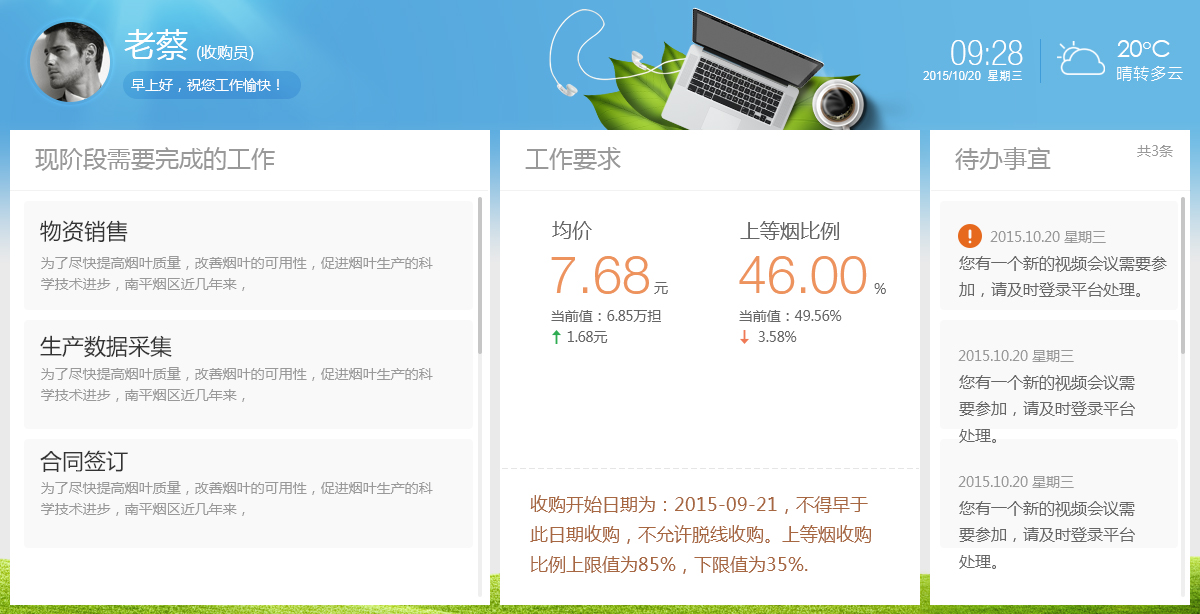 老蔡 (收购员)
早上好，祝您工作愉快！
09:28
2015/10/20 星期三
20°C
晴转多云
现阶段需要完成的工作
物资销售
为了尽快提高烟叶质量，改善烟叶的可用性，促进烟叶生产的科
学技术进步，南平烟区近几年来，
生产数据采集
为了尽快提高烟叶质量，改善烟叶的可用性，促进烟叶生产的科
学技术进步，南平烟区近几年来，
合同签订
为了尽快提高烟叶质量，改善烟叶的可用性，促进烟叶生产的科
学技术进步，南平烟区近几年来，
工作要求
均价
7.68元
当前值：6.85万担
1.68元
上等烟比例
46.00 %
当前值：49.56%
3.58%
收购开始日期为：2015-09-21，不得早于
此日期收购，不允许脱线收购。上等烟收购
比例上限值为85%，下限值为35%.
待办事宜
共3条
2015.10.20 星期三
您有一个新的视频会议需要参
加，请及时登录平台处理。
2015.10.20 星期三
您有一个新的视频会议需
要参加，请及时登录平台
处理。
2015.10.20 星期三
您有一个新的视频会议需
要参加，请及时登录平台
处理。